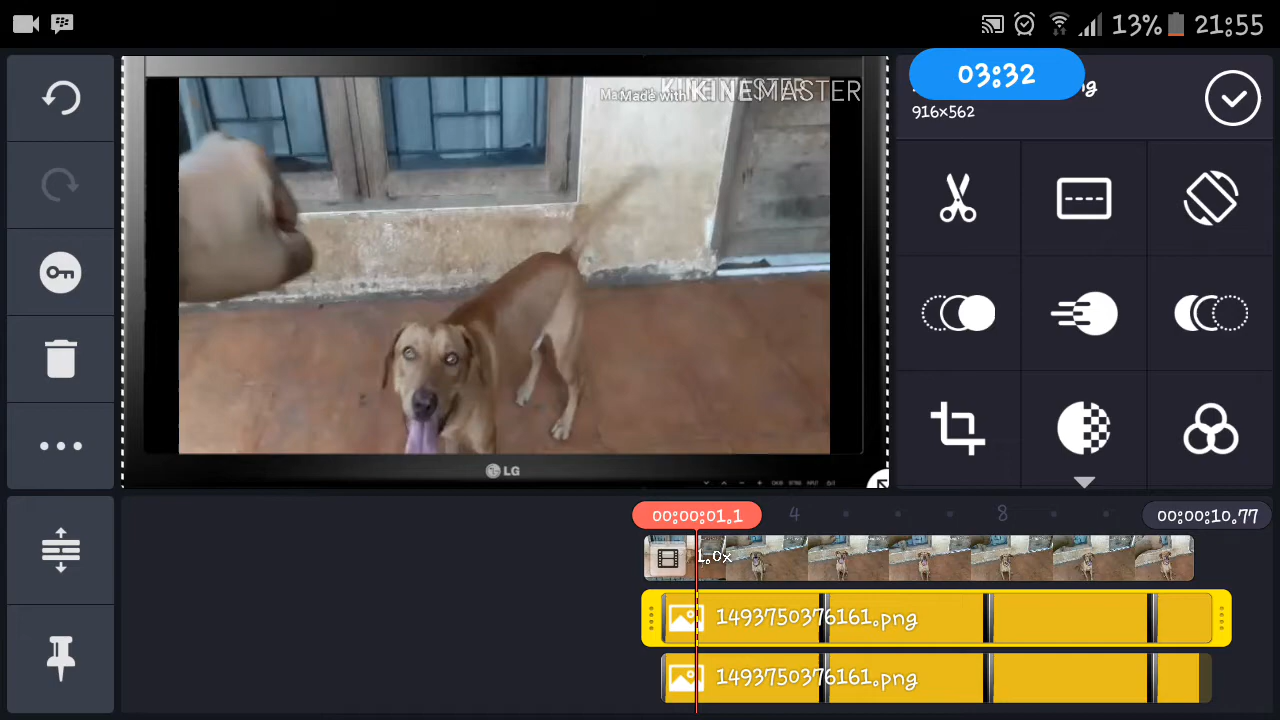 13% 21:55
03:32
ng
916×562
Made with KINEMASTER
LG
00:00:01.1
4
8
00:00:10.77
1.0x
1493750376161.png
1493750376161.png